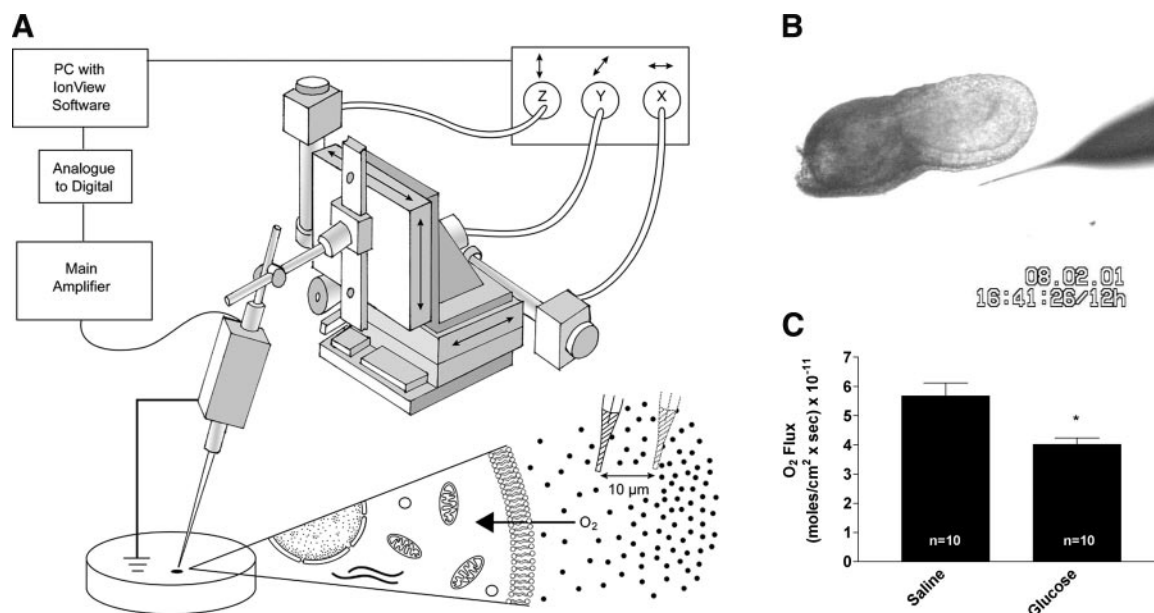 A
PC with
IonView
Software
Analogue
to Digital
Main
Amplifier
Z Y X
10 µm
O₂
B
08.02.01
16:41:26/12h
C
O₂ Flux
(moles/cm² x sec) x 10⁻¹¹
7
6
5
4
3
2
1
0
*
n=10 n=10
Saline Glucose